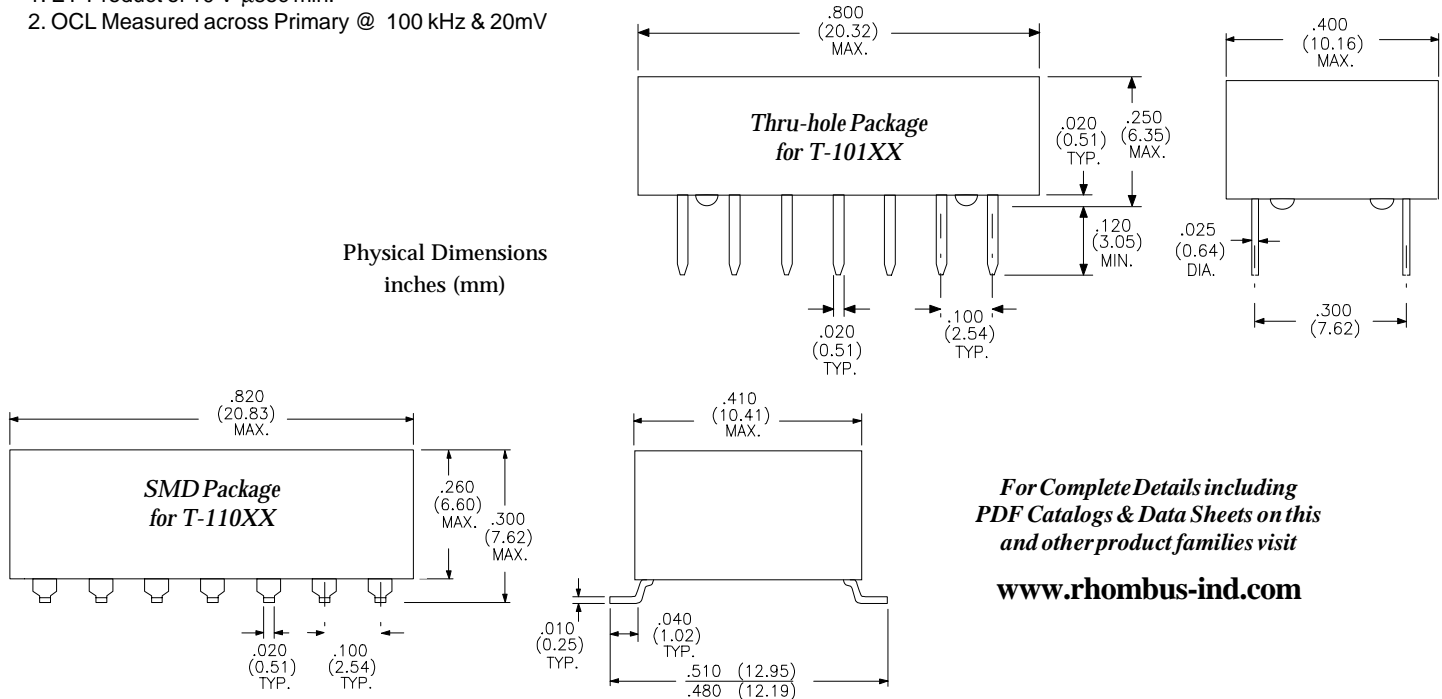 2. OCL Measured across Primary @ 100 kHz & 20mV
.800
(20.32)
MAX.
.400
(10.16)
MAX.
Thru-hole Package
for T-101XX
.020
(0.51)
TYP.
.250
(6.35)
MAX.
.120
(3.05)
MIN.
.025
(0.64)
DIA.
Physical Dimensions
inches (mm)
.020
(0.51)
TYP.
.100
(2.54)
TYP.
.300
(7.62)
.820
(20.83)
MAX.
.410
(10.41)
MAX.
SMD Package
for T-110XX
.260
(6.60)
MAX.
.300
(7.62)
MAX.
For Complete Details including
PDF Catalogs & Data Sheets on this
and other product families visit
www.rhombus-ind.com
.020
(0.51)
TYP.
.100
(2.54)
TYP.
.010
(0.25)
TYP.
.040
(1.02)
TYP.
.510 (12.95)
.480 (12.19)